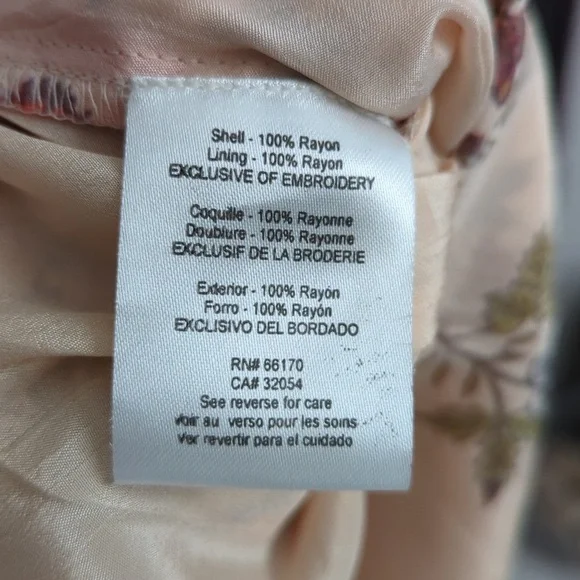 Shell - 100% Rayon
Lining - 100% Rayon
EXCLUSIVE OF EMBROIDERY
Coquille - 100% Rayonne
Doublure - 100% Rayonne
EXCLUSIF DE LA BRODERIE
Exterior - 100% Rayón
Forro - 100% Rayón
EXCLISIVO DEL BORDADO
RN# 66170
CA# 32054
See reverse for care
voir au verso pour les soins
ver revertir para el cuidado